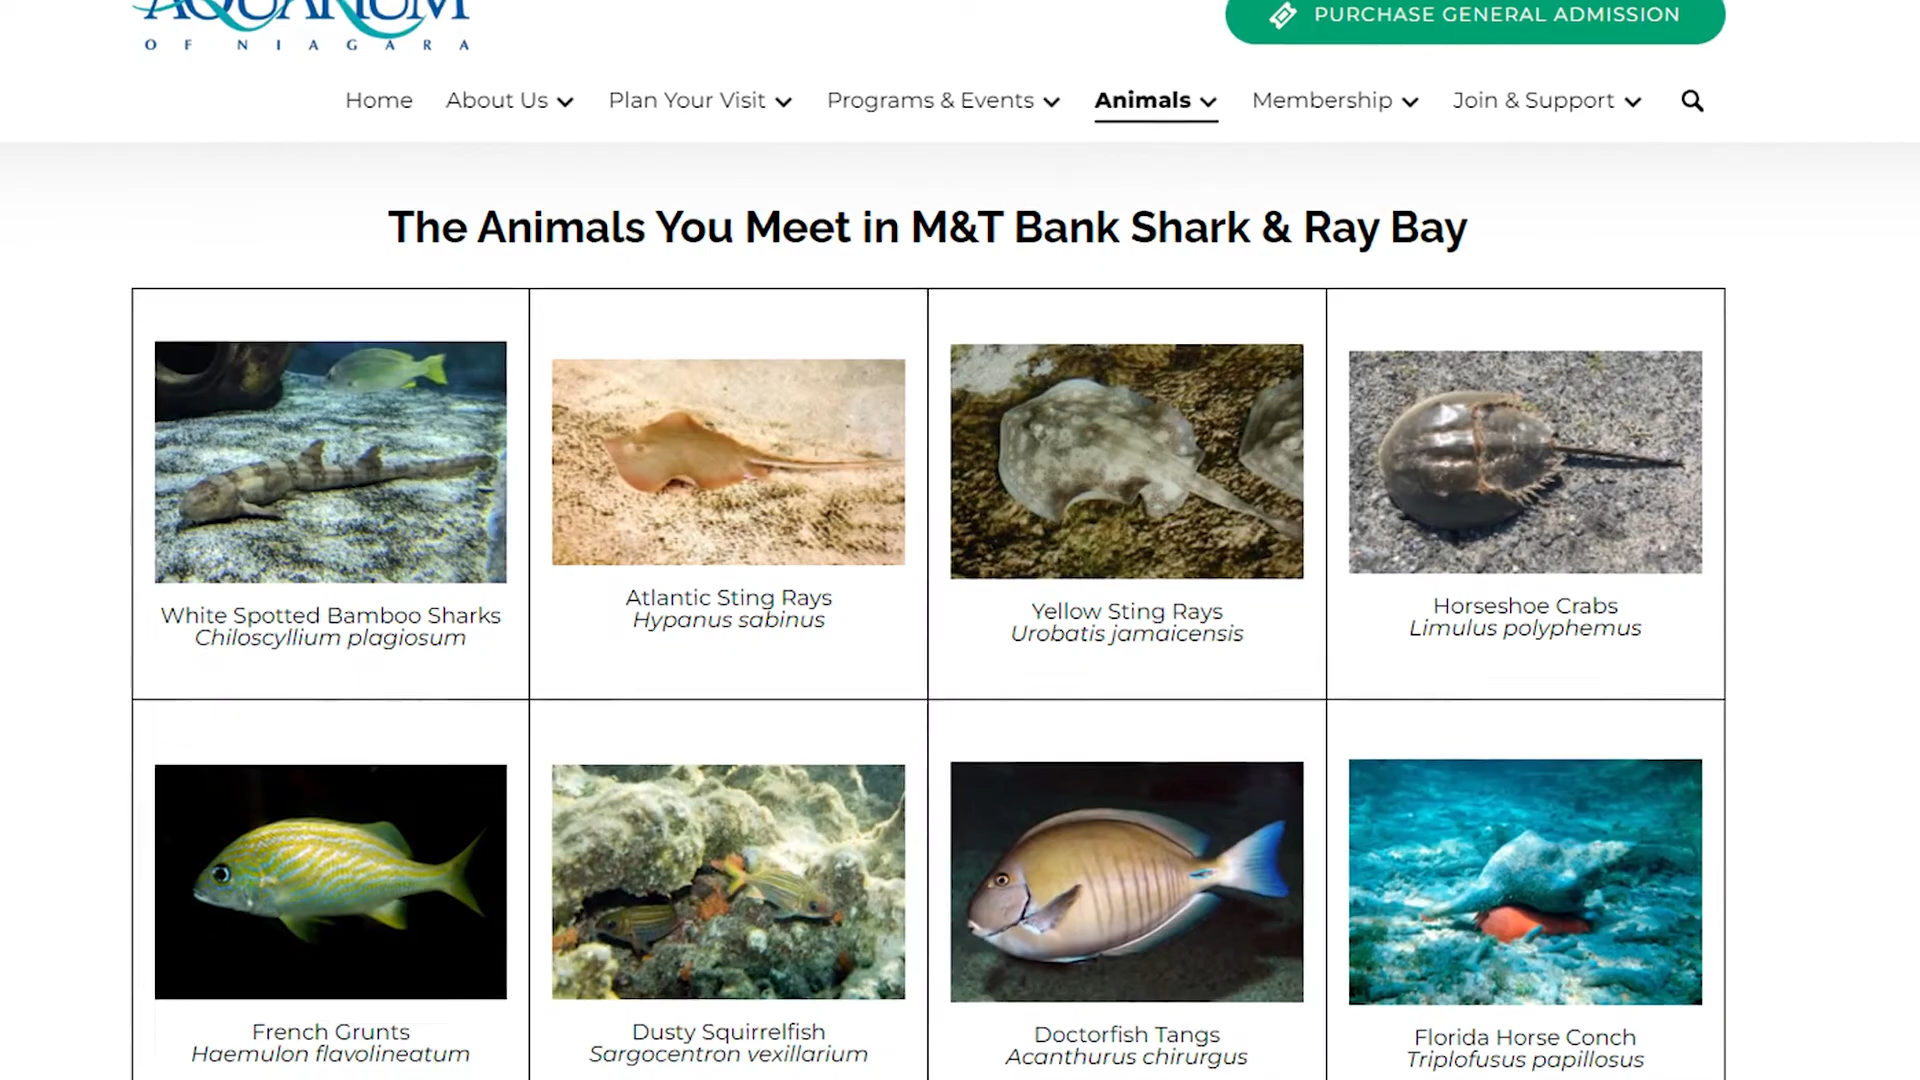 AQUARIUM
OF NIAGARA
PURCHASE GENERAL ADMISSION
Home About Us Plan Your Visit Programs & Events Animals Membership Join & Support
The Animals You Meet in M&T Bank Shark & Ray Bay
White Spotted Bamboo Sharks
Chiloscyllium plagiosum
Atlantic Sting Rays
Hypanus sabinus
Yellow Sting Rays
Urobatis jamaicensis
Horseshoe Crabs
Limulus polyphemus
French Grunts
Haemulon flavolineatum
Dusty Squirrelfish
Sargocentron vexillarium
Doctorfish Tangs
Acanthurus chirurgus
Florida Horse Conch
Triplofusus papillosus